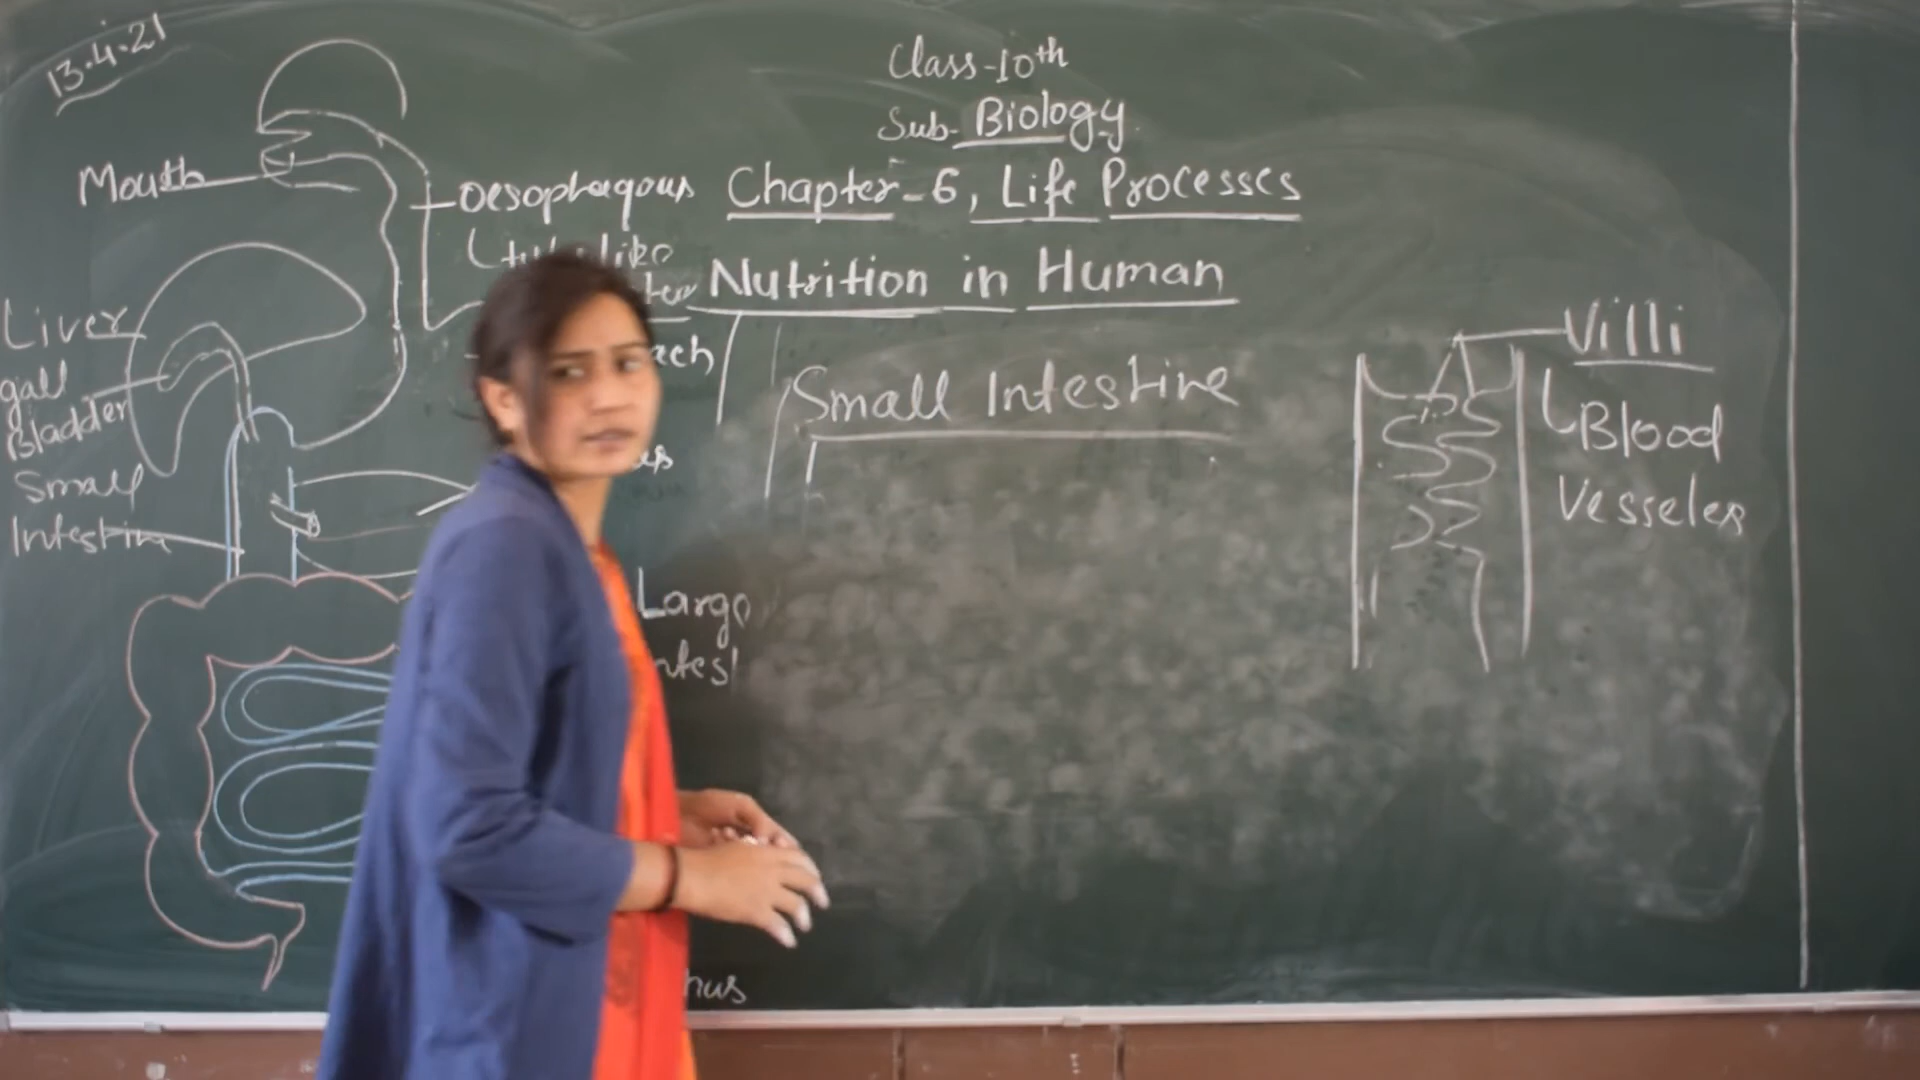 13.4.21
Class-10th
Sub- Biology
Chapter-6, Life Processes
Nutrition in Human
Mouth
Oesophagous
Liver
gall
Bladder
Small
Intestine
Large
Small Intestine
Villi
Blood
Vesseles